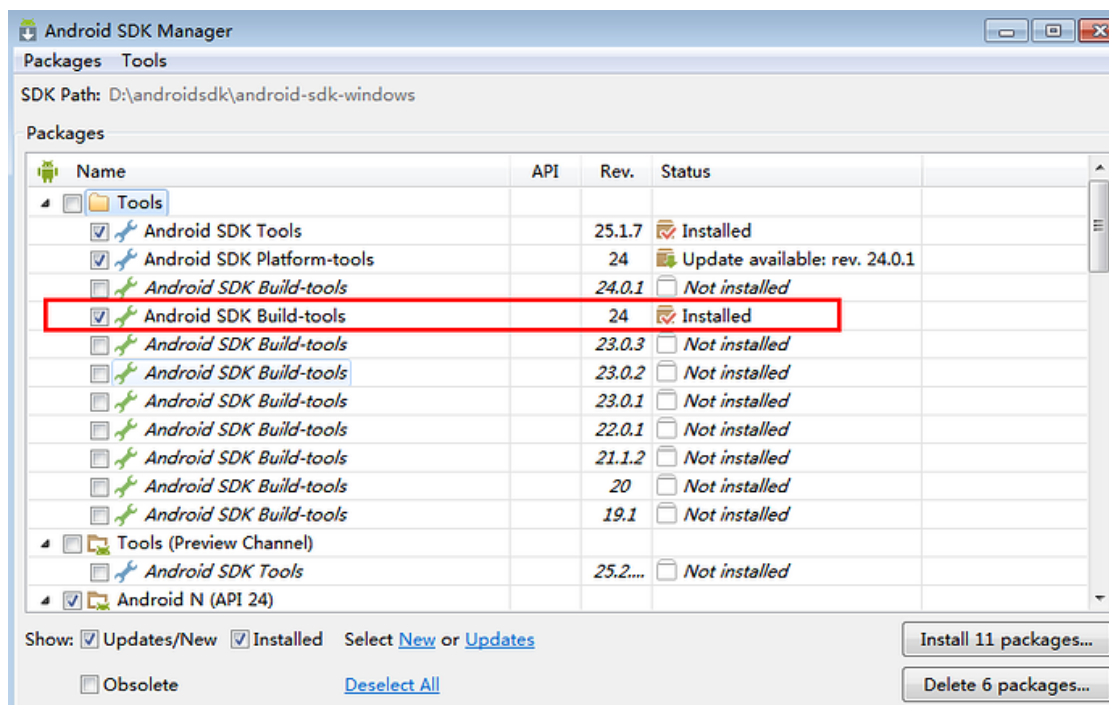 Android SDK Manager
Packages Tools
SDK Path: D:\androidsdk\android-sdk-windows
Packages
Name API Rev. Status
Tools
Android SDK Tools 25.1.7 Installed
Android SDK Platform-tools 24 Update available: rev. 24.0.1
Android SDK Build-tools 24.0.1 Not installed
Android SDK Build-tools 24 Installed
Android SDK Build-tools 23.0.3 Not installed
Android SDK Build-tools 23.0.2 Not installed
Android SDK Build-tools 23.0.1 Not installed
Android SDK Build-tools 22.0.1 Not installed
Android SDK Build-tools 21.1.2 Not installed
Android SDK Build-tools 20 Not installed
Android SDK Build-tools 19.1 Not installed
Tools (Preview Channel)
Android SDK Tools 25.2.... Not installed
Android N (API 24)
Show: Updates/New Installed Select New or Updates Install 11 packages...
Obsolete Deselect All Delete 6 packages...